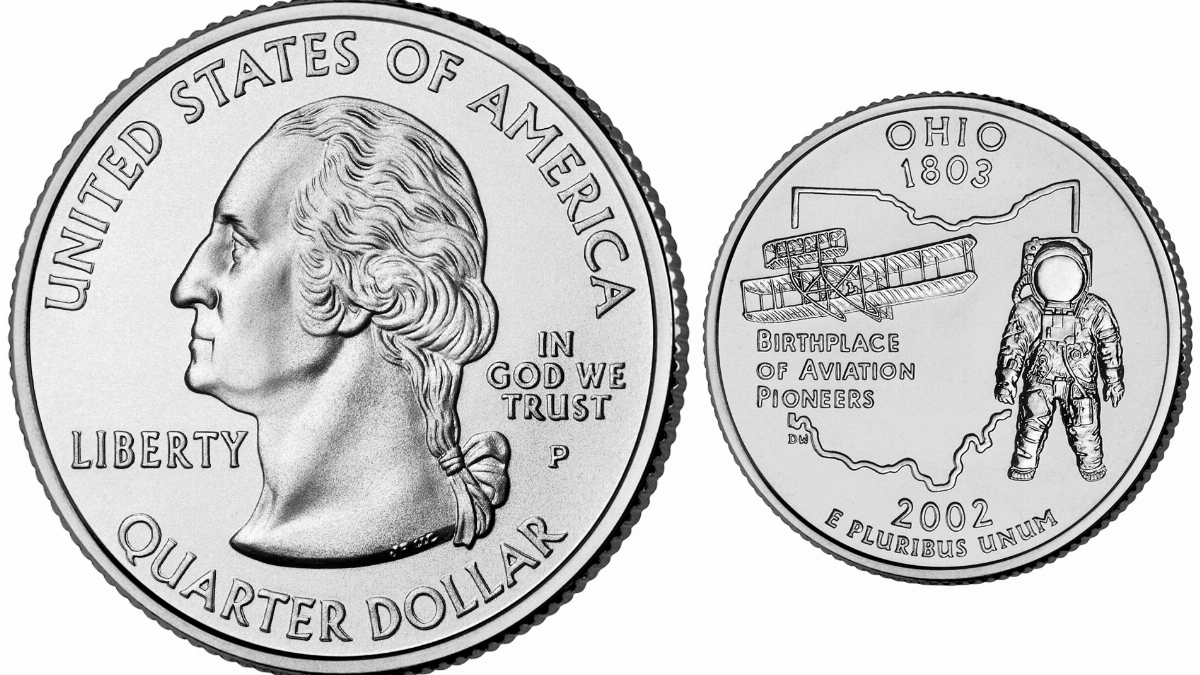 UNITED STATES OF AMERICA
IN
GOD WE
TRUST
LIBERTY
P
QUARTER DOLLAR
OHIO
1803
BIRTHPLACE
OF AVIATION
PIONEERS
DW
2002
E PLURIBUS UNUM